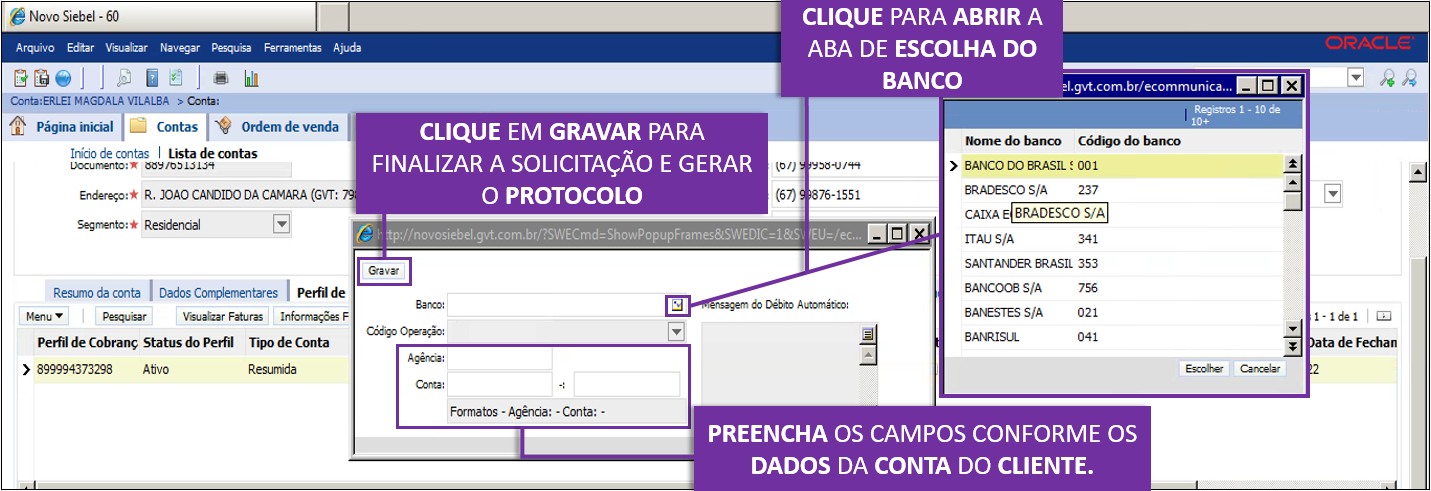 Novo Siebel - 60
CLIQUE PARA ABRIR A
ABA DE ESCOLHA DO
BANCO
Arquivo Editar Visualizar Navegar Pesquisa Ferramentas Ajuda
ORACLE
Conta:ERLEI MAGDALA VILALBA > Conta:
Página inicial Contas Ordem de venda
Início de contas | Lista de contas
CLIQUE EM GRAVAR PARA
FINALIZAR A SOLICITAÇÃO E GERAR
O PROTOCOLO
Documento:* 88976513134
(67) 99958-0744
Endereço:* R. JOAO CANDIDO DA CAMARA (GVT: 798
(67) 99876-1551
Segmento:* Residencial
el.gvt.com.br/ecommunica...
Registros 1 - 10 de
10+
Nome do banco Código do banco
BANCO DO BRASIL S 001
BRADESCO S/A 237
CAIXA E
BRADESCO S/A
ITAU S/A 341
SANTANDER BRASIL 353
BANCOOB S/A 756
BANESTES S/A 021
BANRISUL 041
Escolher Cancelar
http://novosiebel.gvt.com.br/?SWECmd=ShowPopupFrames&SWEDIC=1&SWEU=/ec...
Gravar
Banco:
Mensagem do Débito Automático:
Código Operação:
Agência:
Conta: -:
Formatos - Agência: - Conta: -
Resumo da conta Dados Complementares Perfil de
Menu Pesquisar Visualizar Faturas Informações F
1 - 1 de 1
Perfil de Cobranç Status do Perfil Tipo de Conta
Data de Fechan
899994373298 Ativo Resumida
22
PREENCHA OS CAMPOS CONFORME OS
DADOS DA CONTA DO CLIENTE.